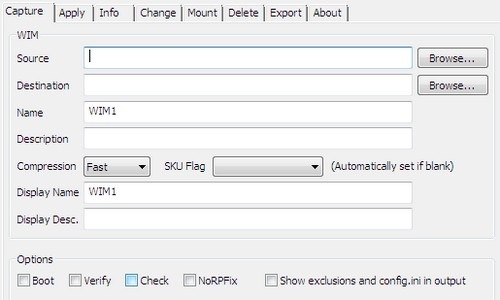 Capture Apply Info Change Mount Delete Export About
WIM
Source Browse...
Destination Browse...
Name WIM1
Description
Compression Fast SKU Flag (Automatically set if blank)
Display Name WIM1
Display Desc.
Options
Boot Verify Check NoRPFix Show exclusions and config.ini in output